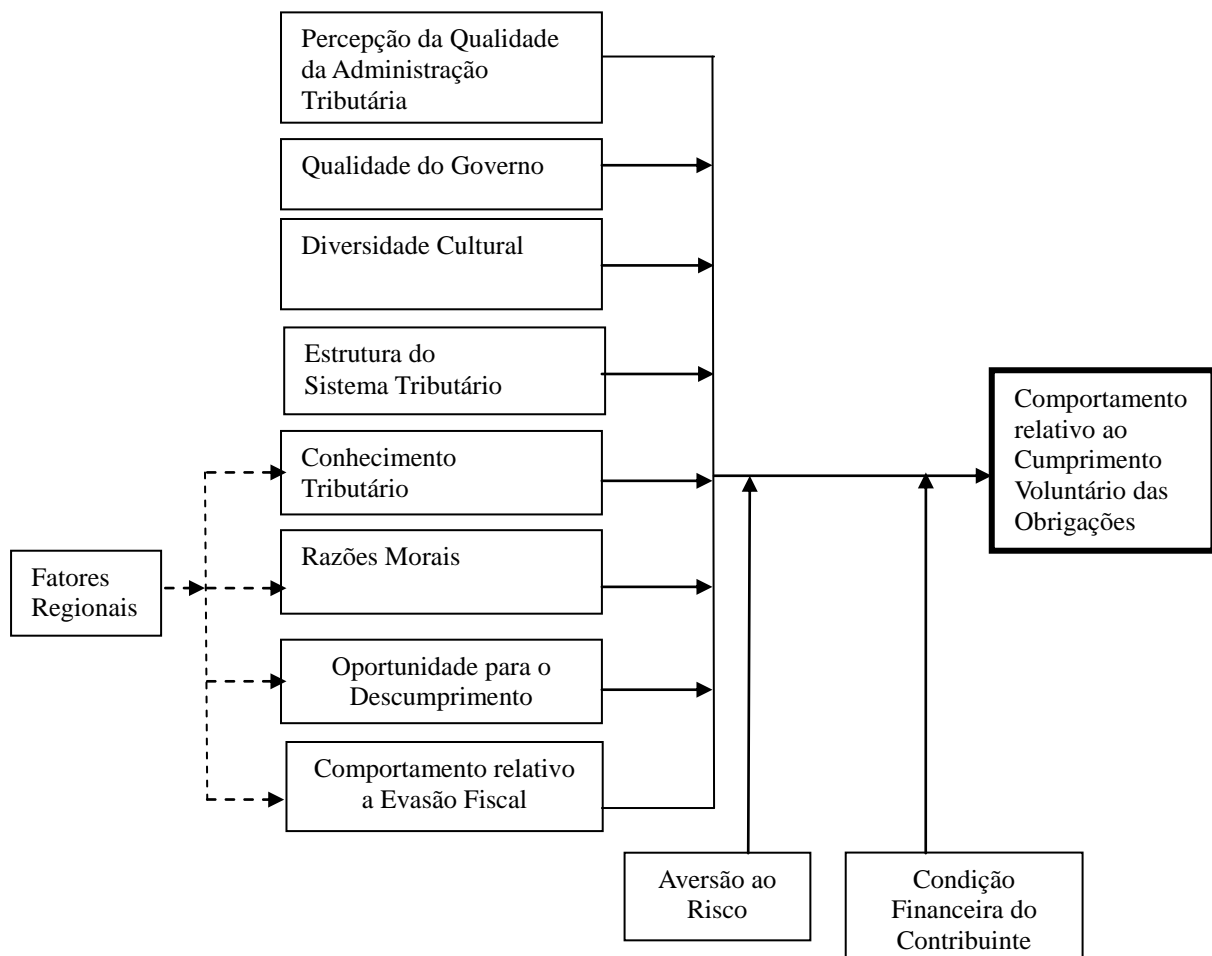 Percepção da Qualidade
da Administração
Tributária
Qualidade do Governo
Diversidade Cultural
Estrutura do
Sistema Tributário
Conhecimento
Tributário
Razões Morais
Oportunidade para o
Descumprimento
Comportamento relativo
a Evasão Fiscal
Fatores
Regionais
Comportamento
relativo ao
Cumprimento
Voluntário das
Obrigações
Aversão ao
Risco
Condição
Financeira do
Contribuinte